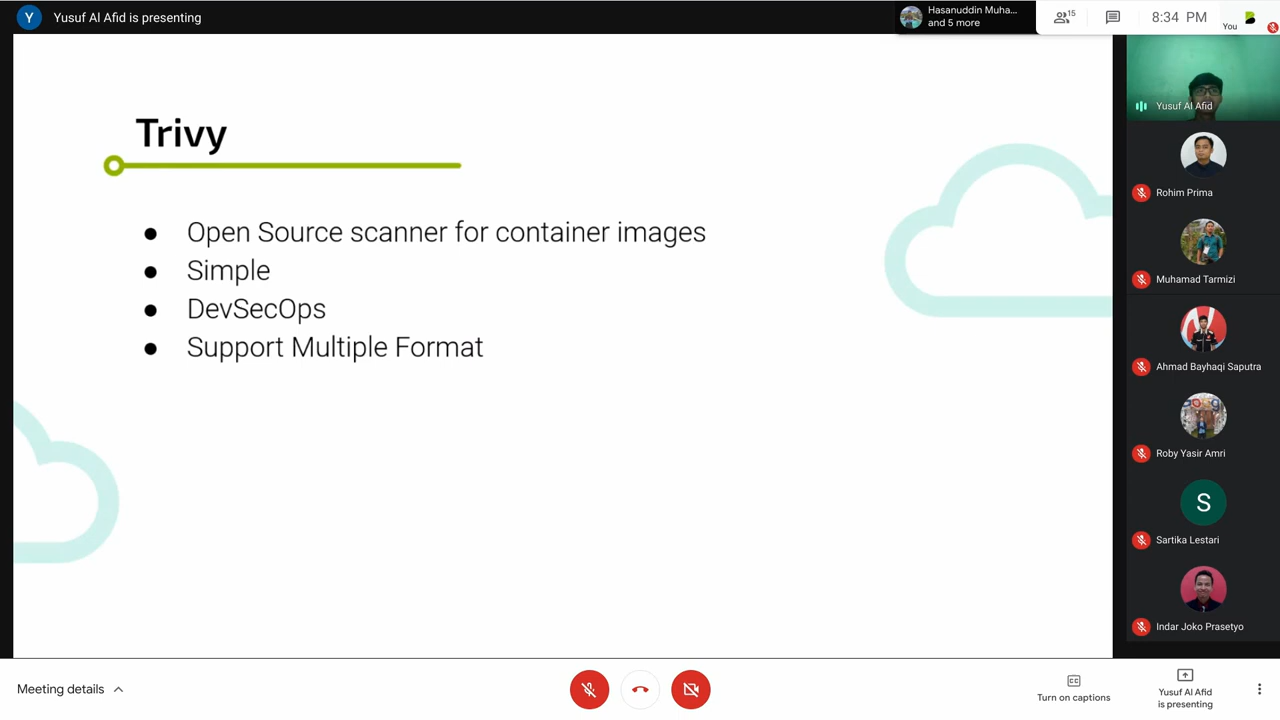 Y
Yusuf Al Afid is presenting
Hasanuddin Muha...
and 5 more
15
8:34 PM
You
Trivy
● Open Source scanner for container images
● Simple
● DevSecOps
● Support Multiple Format
Yusuf Al Afid
Rohim Prima
Muhamad Tarmizi
Ahmad Bayhaqi Saputra
Roby Yasir Amri
S
Sartika Lestari
Indar Joko Prasetyo
Meeting details
Turn on captions
Yusuf Al Afid
is presenting